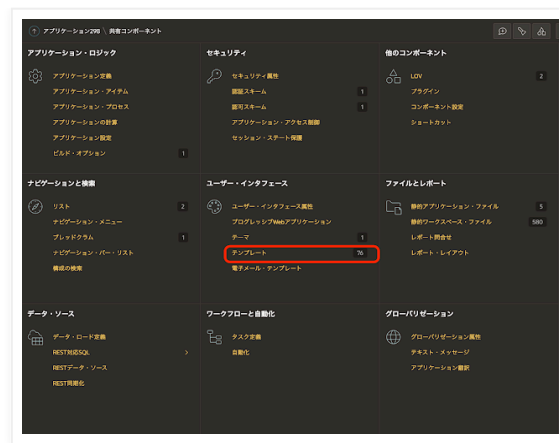 アプリケーション298 \ 共有コンポーネント
アプリケーション・ロジック
アプリケーション定義
アプリケーション・アイテム
アプリケーション・プロセス
アプリケーションの計算
アプリケーション設定
ビルド・オプション 1
セキュリティ
セキュリティ属性
認証スキーム 1
認可スキーム 1
アプリケーション・アクセス制御
セッション・ステート保護
他のコンポーネント
LOV 2
プラグイン
コンポーネント設定
ショートカット
ナビゲーションと検索
リスト 2
ナビゲーション・メニュー
ブレッドクラム 1
ナビゲーション・バー・リスト
構成の検索
ユーザー・インタフェース
ユーザー・インタフェース属性
プログレッシブWebアプリケーション
テーマ 1
テンプレート 76
電子メール・テンプレート
ファイルとレポート
静的アプリケーション・ファイル 5
静的ワークスペース・ファイル 580
レポート問合せ
レポート・レイアウト
データ・ソース
データ・ロード定義
REST対応SQL
RESTデータ・ソース
REST同期化
ワークフローと自動化
タスク定義
自動化
グローバリゼーション
グローバリゼーション属性
テキスト・メッセージ
アプリケーション翻訳